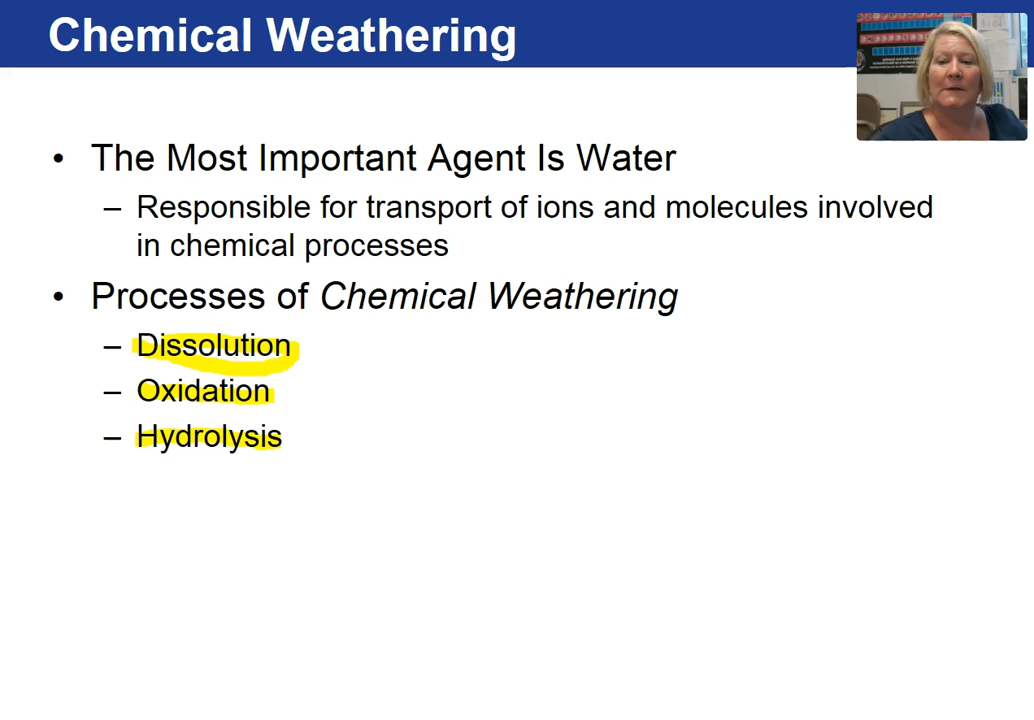 Chemical Weathering
• The Most Important Agent Is Water
– Responsible for transport of ions and molecules involved
in chemical processes
• Processes of Chemical Weathering
– Dissolution
– Oxidation
– Hydrolysis